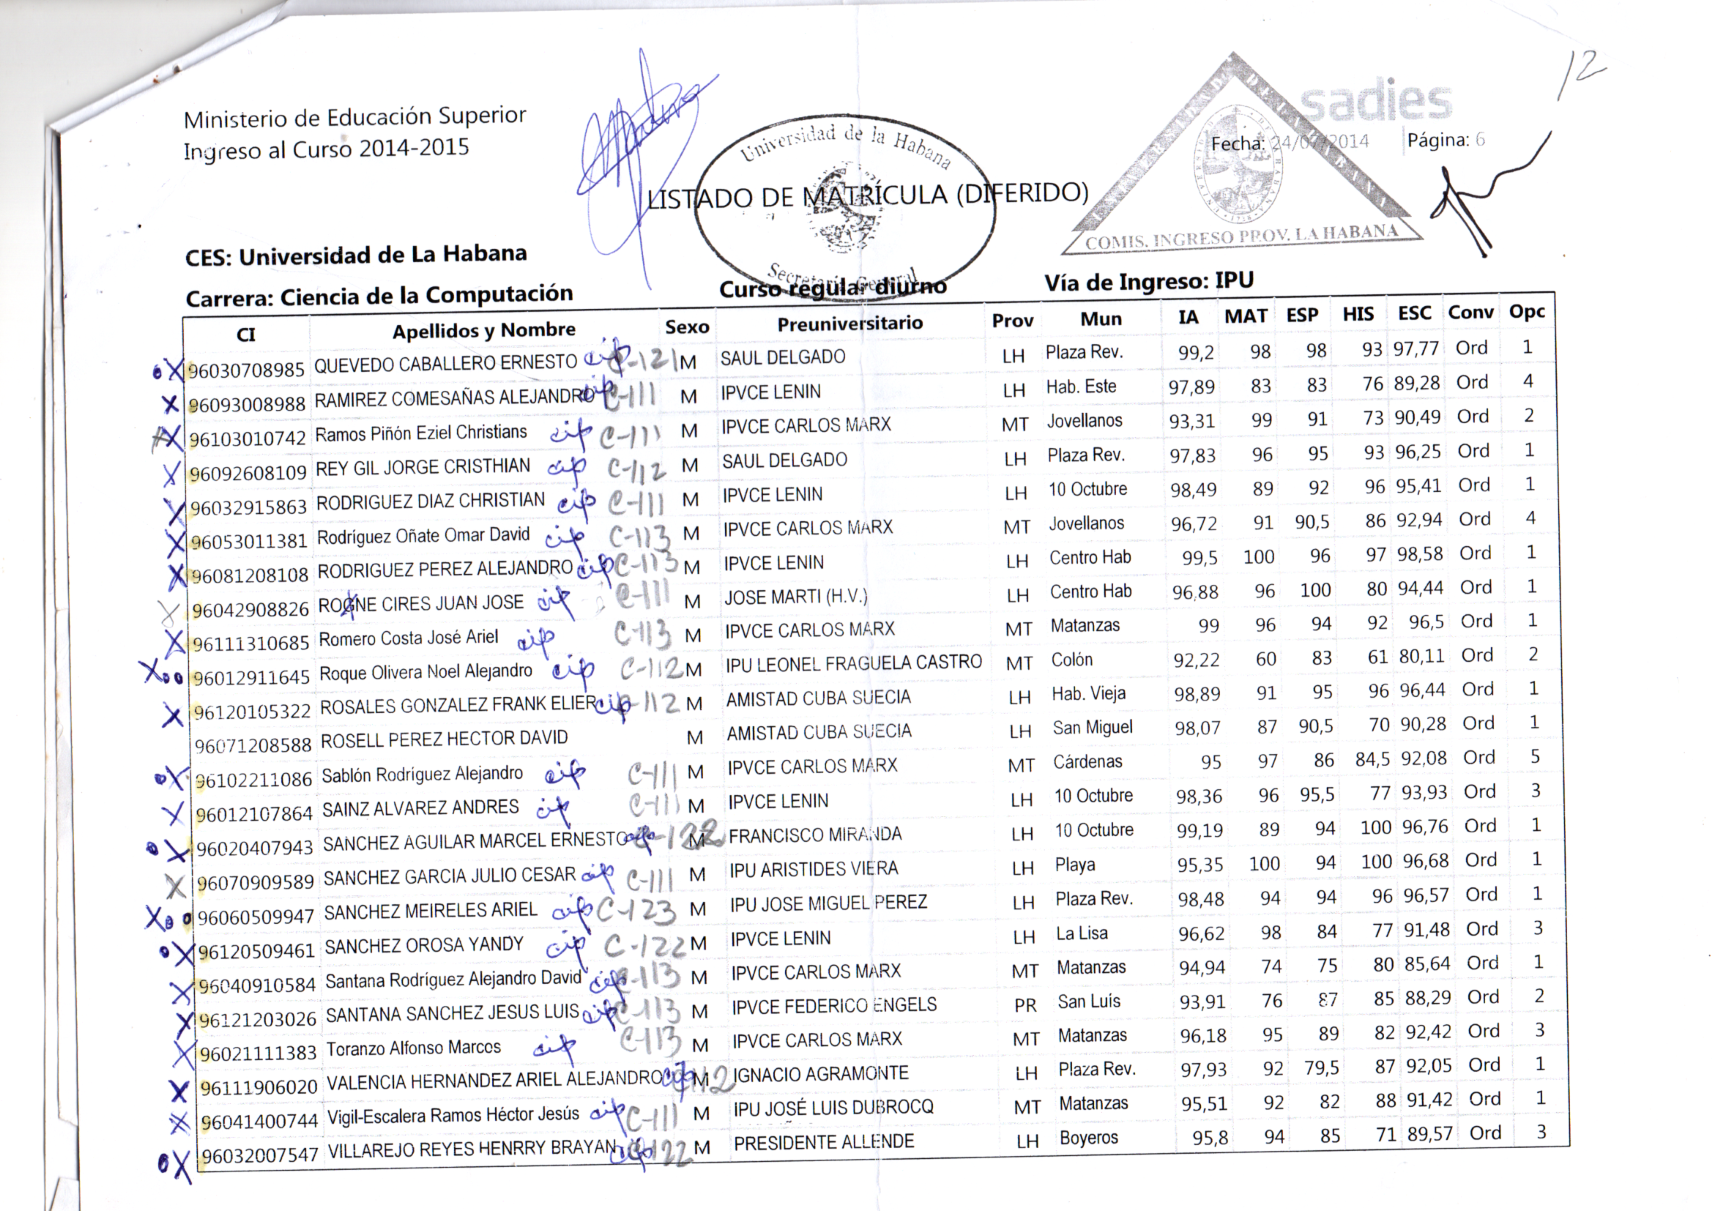 12
sadies
Ministerio de Educación Superior
Ingreso al Curso 2014-2015
Fecha: 24/07/2014 Página: 6
Universidad de la Habana
Secretaría General
LISTADO DE MATRÍCULA (DIFERIDO)
COMIS. INGRESO PROV. LA HABANA
CES: Universidad de La Habana
Carrera: Ciencia de la Computación Curso regular diurno Vía de Ingreso: IPU
CI Apellidos y Nombre Sexo Preuniversitario Prov Mun IA MAT ESP HIS ESC Conv Opc
X 96030708985 QUEVEDO CABALLERO ERNESTO cip C-121 M SAUL DELGADO LH Plaza Rev. 99,2 98 98 93 97,77 Ord 1
X 96093008988 RAMIREZ COMESAÑAS ALEJANDRO cip C-111 M IPVCE LENIN LH Hab. Este 97,89 83 83 76 89,28 Ord 4
X 96103010742 Ramos Piñón Eziel Christians cip C-111 M IPVCE CARLOS MARX MT Jovellanos 93,31 99 91 73 90,49 Ord 2
X 96092608109 REY GIL JORGE CRISTHIAN cip C-112 M SAUL DELGADO LH Plaza Rev. 97,83 96 95 93 96,25 Ord 1
X 96032915863 RODRIGUEZ DIAZ CHRISTIAN cip C-111 M IPVCE LENIN LH 10 Octubre 98,49 89 92 96 95,41 Ord 1
X 96053011381 Rodríguez Oñate Omar David cip C-113 M IPVCE CARLOS MARX MT Jovellanos 96,72 91 90,5 86 92,94 Ord 4
X 96081208108 RODRIGUEZ PEREZ ALEJANDRO cip C-113 M IPVCE LENIN LH Centro Hab 99,5 100 96 97 98,58 Ord 1
X 96042908826 CIRES JUAN JOSE cip C-111 M JOSE MARTI (H.V.) LH Centro Hab 96,88 96 100 80 94,44 Ord 1
X 96111310685 Romero Costa José Ariel cip C-113 M IPVCE CARLOS MARX MT Matanzas 99 96 94 92 96,5 Ord 1
X 96012911645 Roque Olivera Noel Alejandro cip C-112 M IPU LEONEL FRAGUELA CASTRO MT Colón 92,22 60 83 61 80,11 Ord 2
X 96120105322 ROSALES GONZALEZ FRANK ELIER cip C-112 M AMISTAD CUBA SUECIA LH Hab. Vieja 98,89 91 95 96 96,44 Ord 1
96071208588 ROSELL PEREZ HECTOR DAVID M AMISTAD CUBA SUECIA LH San Miguel 98,07 87 90,5 70 90,28 Ord 1
X 96102211086 Sablón Rodríguez Alejandro cip C-111 M IPVCE CARLOS MARX MT Cárdenas 95 97 86 84,5 92,08 Ord 5
X 96012107864 SAINZ ALVAREZ ANDRES cip C-111 M IPVCE LENIN LH 10 Octubre 98,36 96 95,5 77 93,93 Ord 3
X 96020407943 SANCHEZ AGUILAR MARCEL ERNESTO cip C-122 M FRANCISCO MIRANDA LH 10 Octubre 99,19 89 94 100 96,76 Ord 1
X 96070909589 SANCHEZ GARCIA JULIO CESAR cip C-111 M IPU ARISTIDES VIERA LH Playa 95,35 100 94 100 96,68 Ord 1
X 96060509947 SANCHEZ MEIRELES ARIEL cip C-123 M IPU JOSE MIGUEL PEREZ LH Plaza Rev. 98,48 94 94 96 96,57 Ord 1
X 96120509461 SANCHEZ OROSA YANDY cip C-122 M IPVCE LENIN LH La Lisa 96,62 98 84 77 91,48 Ord 3
X 96040910584 Santana Rodríguez Alejandro David cip C-113 M IPVCE CARLOS MARX MT Matanzas 94,94 74 75 80 85,64 Ord 1
X 96121203026 SANTANA SANCHEZ JESUS LUIS cip C-113 M IPVCE FEDERICO ENGELS PR San Luis 93,91 76 87 85 88,29 Ord 2
X 96021111383 Toranzo Alfonso Marcos cip C-113 M IPVCE CARLOS MARX MT Matanzas 96,18 95 89 82 92,42 Ord 3
X 96111906020 VALENCIA HERNANDEZ ARIEL ALEJANDRO cip M IGNACIO AGRAMONTE LH Plaza Rev. 97,93 92 79,5 87 92,05 Ord 1
X 96041400744 Vigil-Escalera Ramos Héctor Jesús cip C-111 M IPU JOSÉ LUIS DUBROCQ MT Matanzas 95,51 92 82 88 91,42 Ord 1
X 96032007547 VILLAREJO REYES HENRRY BRAYAN cip C-122 M PRESIDENTE ALLENDE LH Boyeros 95,8 94 85 71 89,57 Ord 3